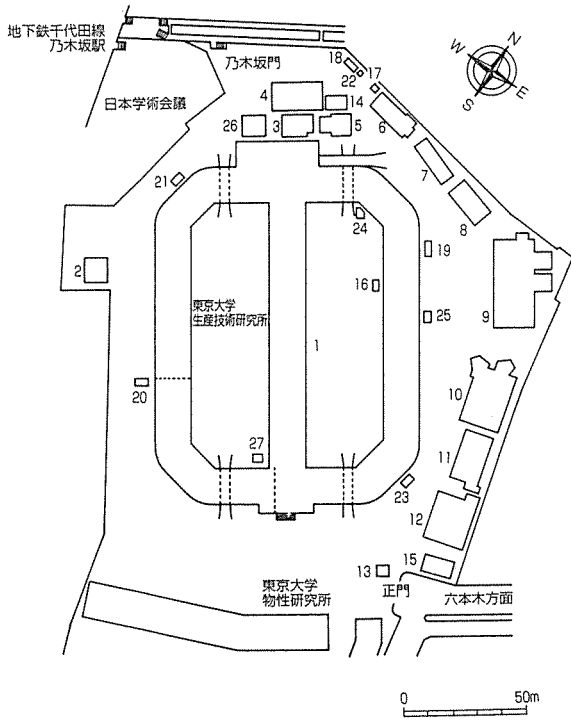 地下鉄千代田線
乃木坂駅
乃木坂門
日本学術会議
18
22
17
N
W
E
S
4
14
6
26
3
5
7
8
21
24
19
2
16
9
東京大学
生産技術研究所
1
25
20
10
11
27
23
12
13
15
東京大学
物性研究所
正門
六本木方面
0
50m